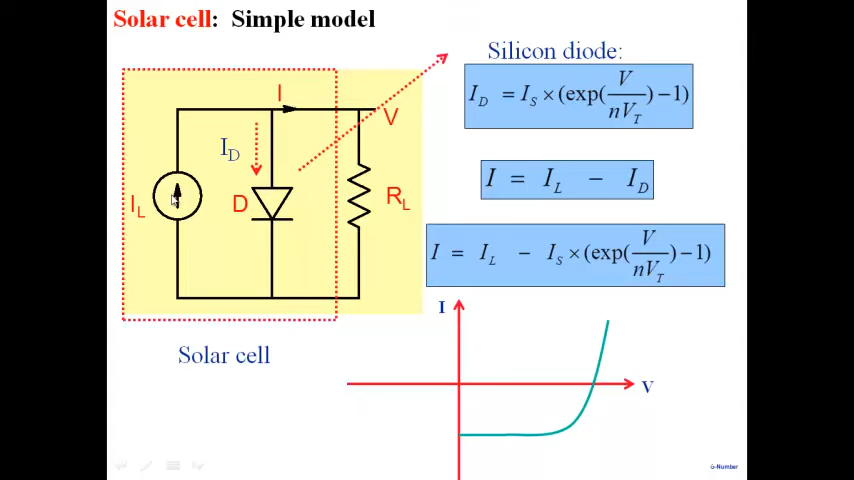 Solar cell: Simple model
Silicon diode:
I_D = I_S × (exp(V/nV_T) − 1)
I = I_L − I_D
I = I_L − I_S × (exp(V/nV_T) − 1)
I
V
I_D
I_L
D
R_L
Solar cell
I
V